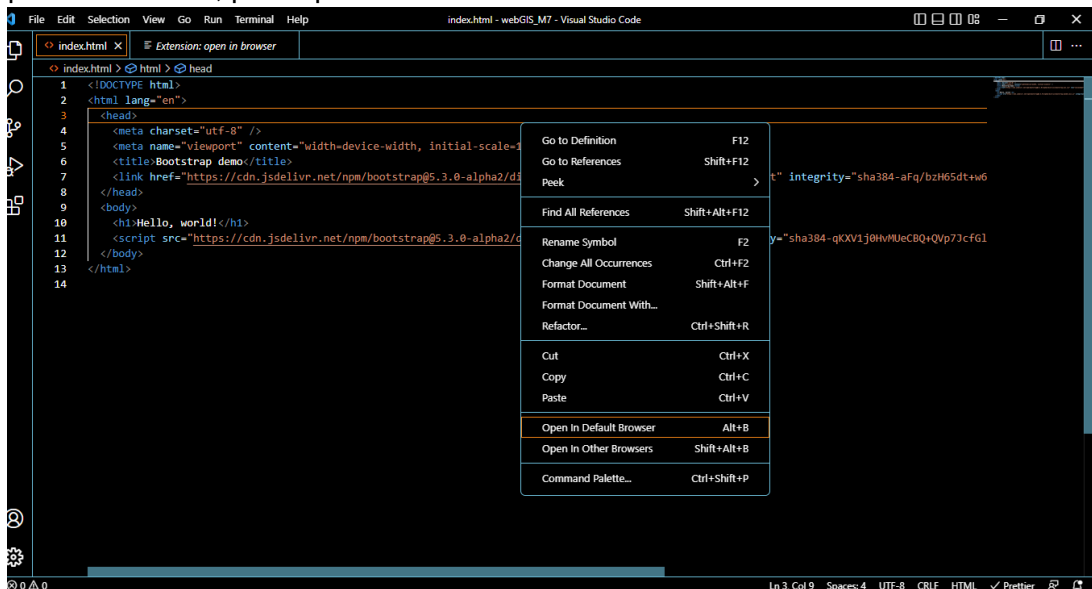 File Edit Selection View Go Run Terminal Help index.html - webGIS_M7 - Visual Studio Code
index.html Extension: open in browser
index.html > html > head
1 <!DOCTYPE html>
2 <html lang="en">
3 <head>
4 <meta charset="utf-8" />
5 <meta name="viewport" content="width=device-width, initial-scale=1
6 <title>Bootstrap demo</title>
7 <link href="https://cdn.jsdelivr.net/npm/bootstrap@5.3.0-alpha2/di t" integrity="sha384-aFq/bzH65dt+w6
8 </head>
9 <body>
10 <h1>Hello, world!</h1>
11 <script src="https://cdn.jsdelivr.net/npm/bootstrap@5.3.0-alpha2/d y="sha384-qKXV1j0HvMUeCBQ+QVp7JcfGl
12 </body>
13 </html>
14
Go to Definition F12
Go to References Shift+F12
Peek >
Find All References Shift+Alt+F12
Rename Symbol F2
Change All Occurrences Ctrl+F2
Format Document Shift+Alt+F
Format Document With...
Refactor... Ctrl+Shift+R
Cut Ctrl+X
Copy Ctrl+C
Paste Ctrl+V
Open In Default Browser Alt+B
Open In Other Browsers Shift+Alt+B
Command Palette... Ctrl+Shift+P
0 0 Ln 3, Col 9 Spaces: 4 UTF-8 CRLF HTML Prettier